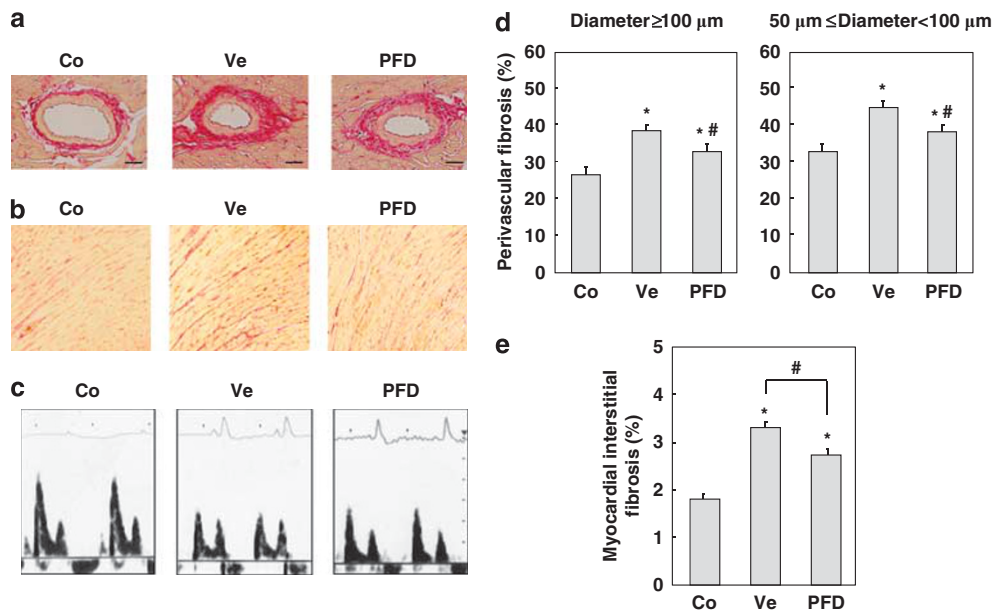 a
Co Ve PFD
b
Co Ve PFD
c
Co Ve PFD
d
Diameter≥100 μm
50 μm ≤Diameter<100 μm
Perivascular fibrosis (%)
60
50
40
30
20
10
0
*
* #
Co Ve PFD
60
50
40
30
40
10
0
*
* #
Co Ve PFD
e
Myocardial interstitial
fibrosis (%)
5
4
3
2
1
0
#
*
*
Co Ve PFD